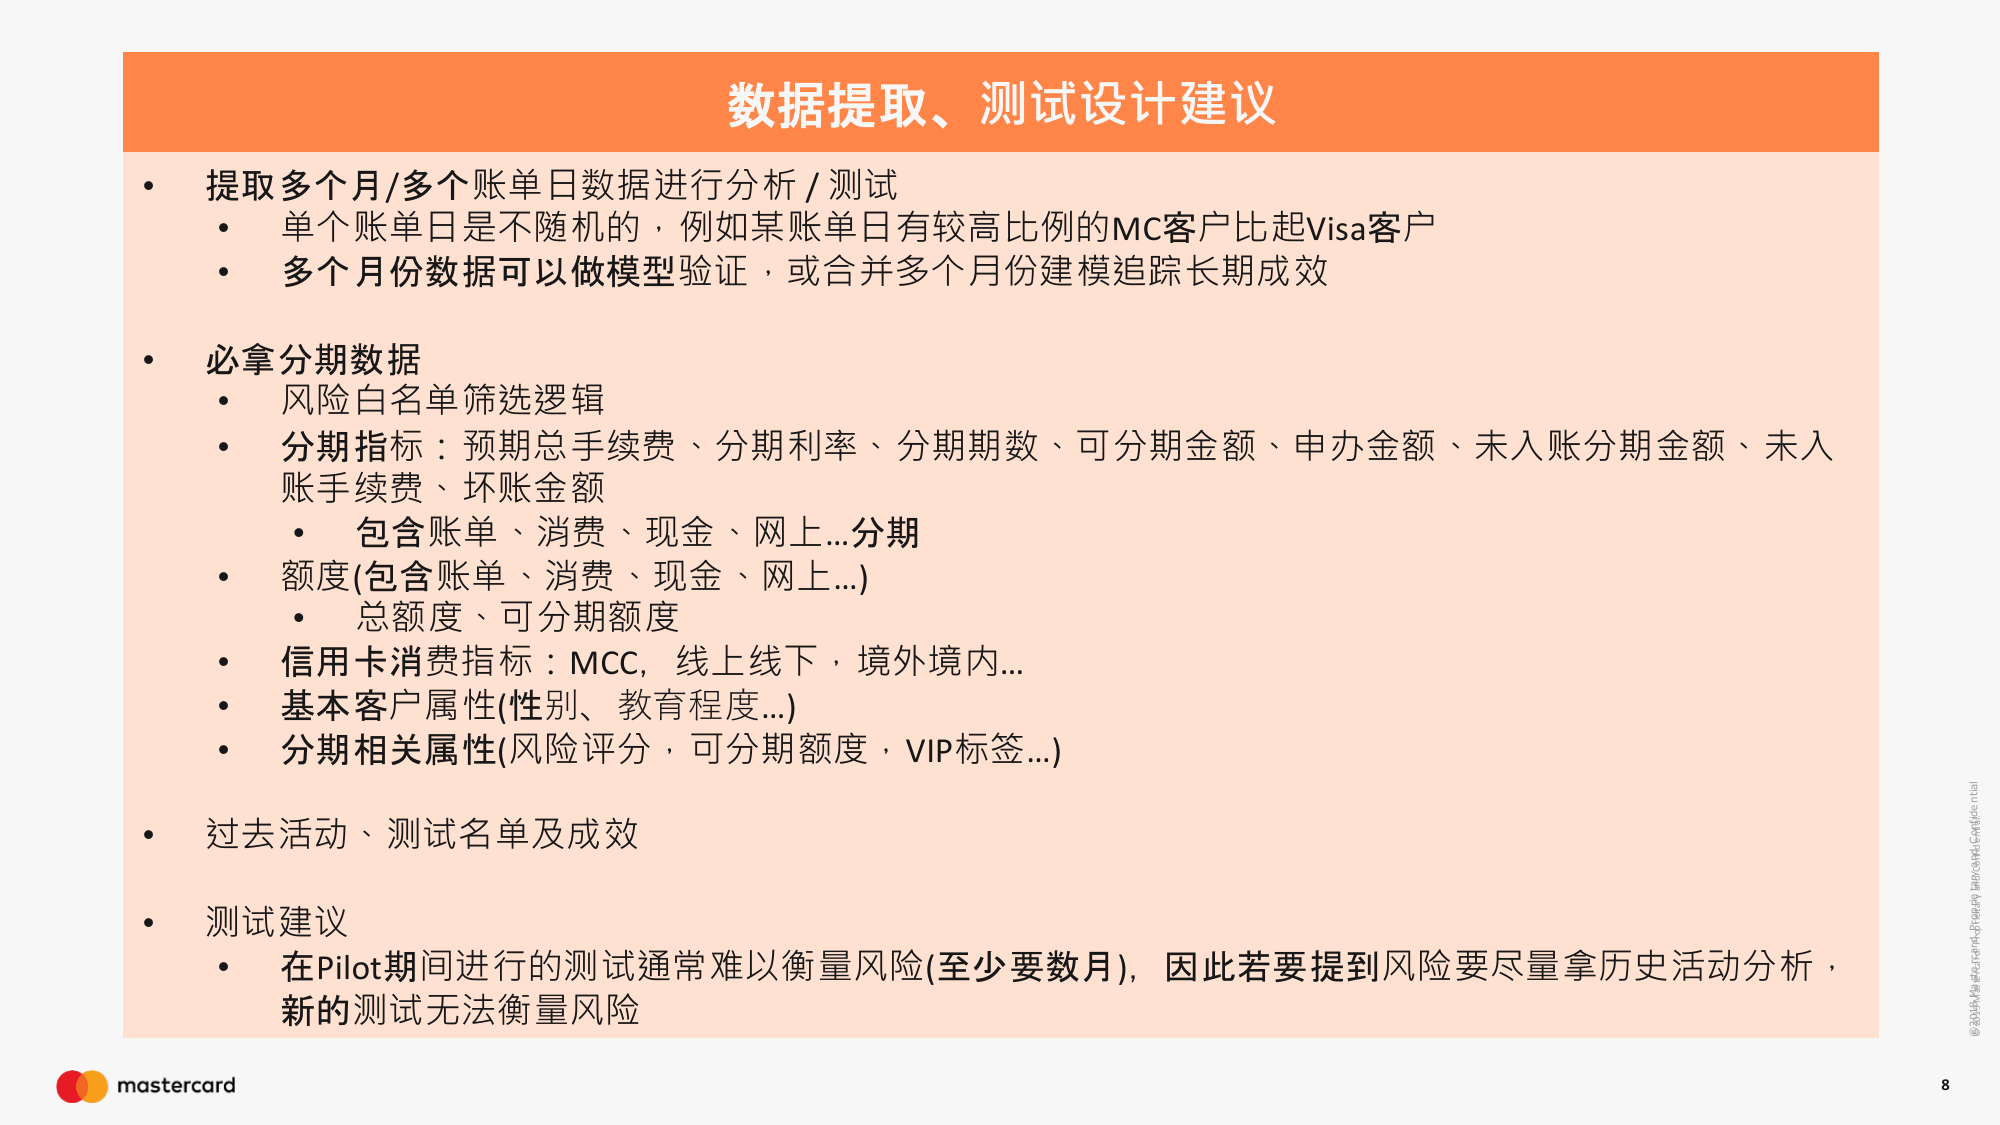 数据提取、测试设计建议
• 提取多个月/多个账单日数据进行分析 / 测试
• 单个账单日是不随机的，例如某账单日有较高比例的MC客户比起Visa客户
• 多个月份数据可以做模型验证，或合并多个月份建模追踪长期成效
• 必拿分期数据
• 风险白名单筛选逻辑
• 分期指标：预期总手续费、分期利率、分期期数、可分期金额、申办金额、未入账分期金额、未入
账手续费、坏账金额
• 包含账单、消费、现金、网上...分期
• 额度(包含账单、消费、现金、网上...)
• 总额度、可分期额度
• 信用卡消费指标：MCC，线上线下，境外境内...
• 基本客户属性(性别、教育程度...)
• 分期相关属性(风险评分，可分期额度，VIP标签...)
• 过去活动、测试名单及成效
• 测试建议
• 在Pilot期间进行的测试通常难以衡量风险(至少要数月)，因此若要提到风险要尽量拿历史活动分析，
新的测试无法衡量风险
mastercard
8